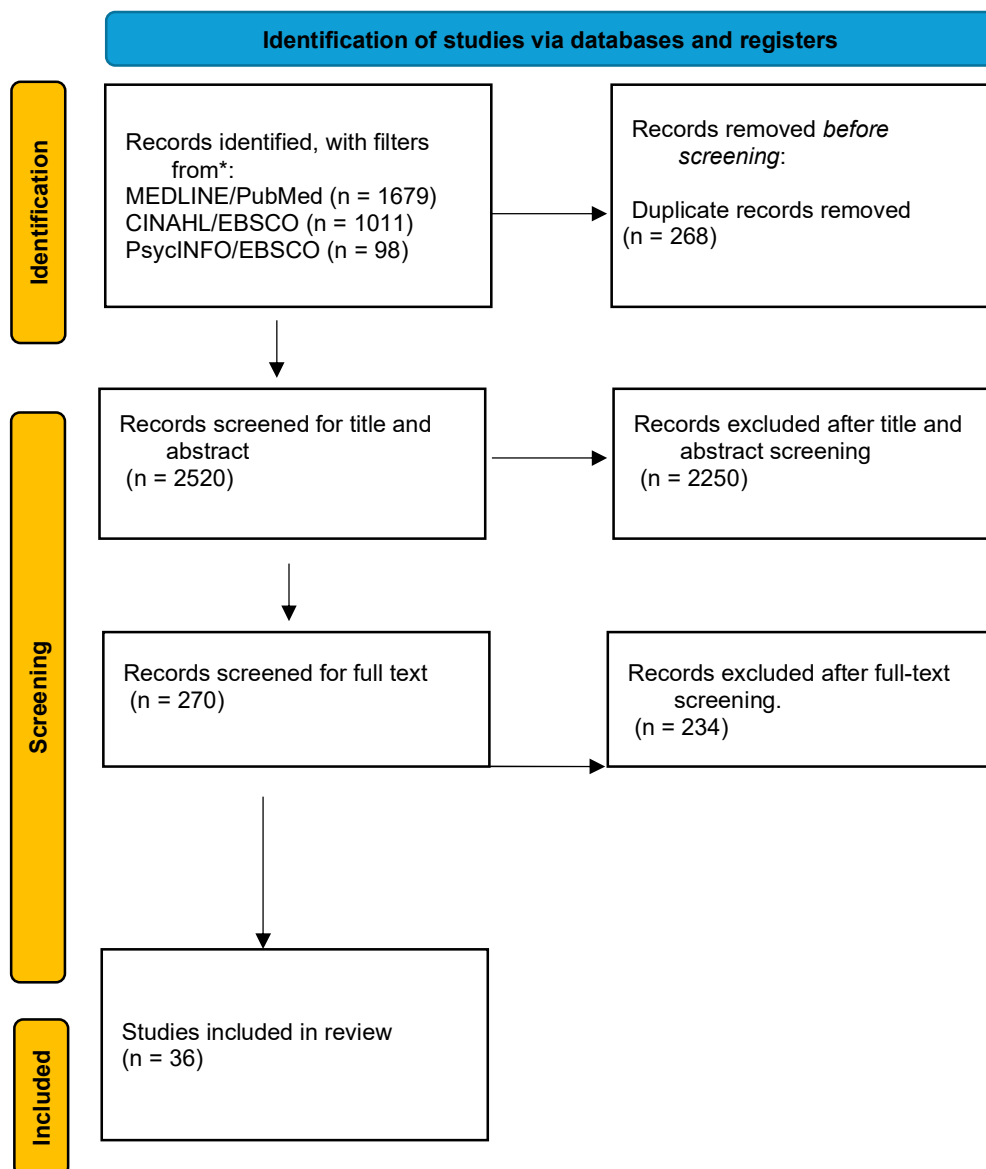 Identification of studies via databases and registers
Identification
Records identified, with filters
from*:
MEDLINE/PubMed (n = 1679)
CINAHL/EBSCO (n = 1011)
PsycINFO/EBSCO (n = 98)
Records removed before
screening:
Duplicate records removed
(n = 268)
Screening
Records screened for title and
abstract
(n = 2520)
Records excluded after title and
abstract screening
(n = 2250)
Records screened for full text
(n = 270)
Records excluded after full-text
screening.
(n = 234)
Included
Studies included in review
(n = 36)